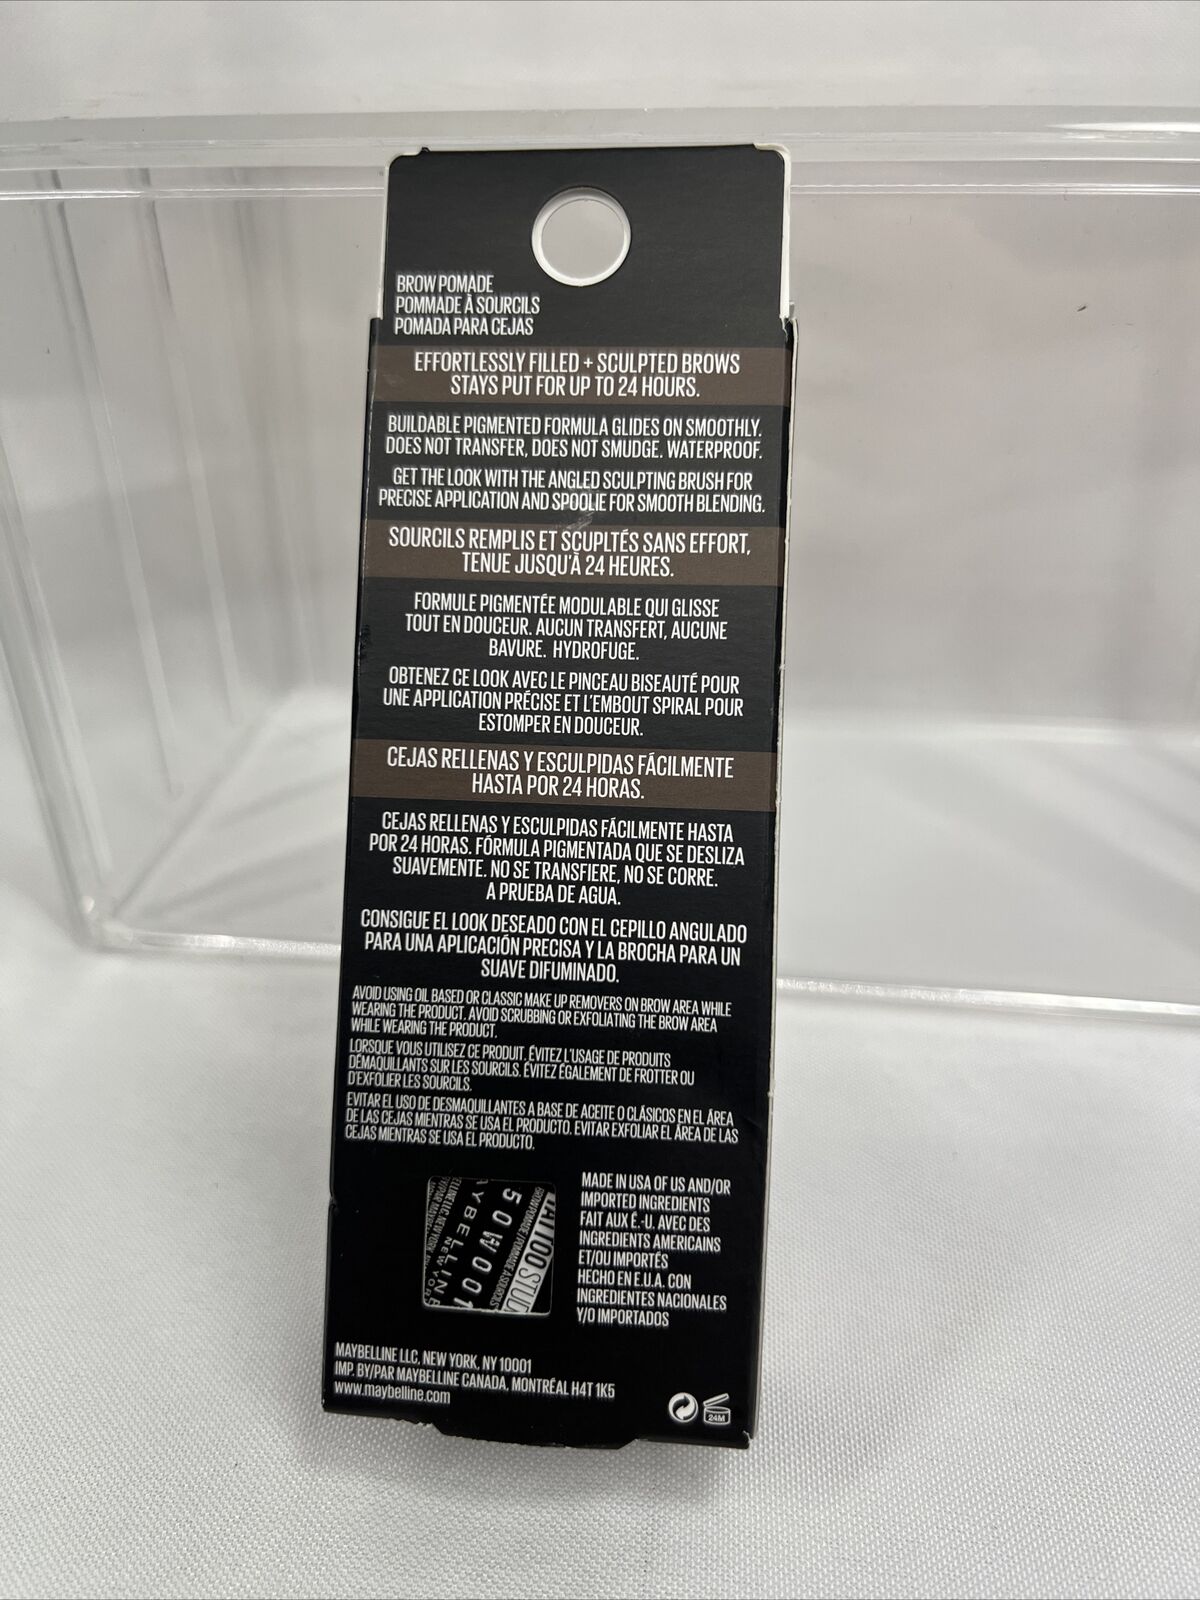 BROW POMADE
POMMADE À SOURCILS
POMADA PARA CEJAS
EFFORTLESSLY FILLED + SCULPTED BROWS
STAYS PUT FOR UP TO 24 HOURS.
BUILDABLE PIGMENTED FORMULA GLIDES ON SMOOTHLY.
DOES NOT TRANSFER, DOES NOT SMUDGE. WATERPROOF.
GET THE LOOK WITH THE ANGLED SCULPTING BRUSH FOR
PRECISE APPLICATION AND SPOOLIE FOR SMOOTH BLENDING.
SOURCILS REMPLIS ET SCUPLTÉS SANS EFFORT,
TENUE JUSQU'À 24 HEURES.
FORMULE PIGMENTÉE MODULABLE QUI GLISSE
TOUT EN DOUCEUR. AUCUN TRANSFERT, AUCUNE
BAVURE. HYDROFUGE.
OBTENEZ CE LOOK AVEC LE PINCEAU BISEAUTÉ POUR
UNE APPLICATION PRÉCISE ET L'EMBOUT SPIRAL POUR
ESTOMPER EN DOUCEUR.
CEJAS RELLENAS Y ESCULPIDAS FÁCILMENTE
HASTA POR 24 HORAS.
CEJAS RELLENAS Y ESCULPIDAS FÁCILMENTE HASTA
POR 24 HORAS. FÓRMULA PIGMENTADA QUE SE DESLIZA
SUAVEMENTE. NO SE TRANSFIERE, NO SE CORRE.
A PRUEBA DE AGUA.
CONSIGUE EL LOOK DESEADO CON EL CEPILLO ANGULADO
PARA UNA APLICACIÓN PRECISA Y LA BROCHA PARA UN
SUAVE DIFUMINADO.
AVOID USING OIL BASED OR CLASSIC MAKE UP REMOVERS ON BROW AREA WHILE
WEARING THE PRODUCT. AVOID SCRUBBING OR EXFOLIATING THE BROW AREA
WHILE WEARING THE PRODUCT.
LORSQUE VOUS UTILISEZ CE PRODUIT. ÉVITEZ L'USAGE DE PRODUITS
DÉMAQUILLANTS SUR LES SOURCILS. ÉVITEZ ÉGALEMENT DE FROTTER OU
D'EXFOLIER LES SOURCILS.
EVITAR EL USO DE DESMAQUILLANTES A BASE DE ACEITE O CLÁSICOS EN EL ÁREA
DE LAS CEJAS MIENTRAS SE USA EL PRODUCTO. EVITAR EXFOLIAR EL ÁREA DE LAS
CEJAS MIENTRAS SE USA EL PRODUCTO.
50W001
MAYBELLINE
NEW YORK
MADE IN USA OF US AND/OR
IMPORTED INGREDIENTS
FAIT AUX É.-U. AVEC DES
INGREDIENTS AMERICAINS
ET/OU IMPORTÉS
HECHO EN E.U.A. CON
INGREDIENTES NACIONALES
Y/O IMPORTADOS
MAYBELLINE LLC, NEW YORK, NY 10001
IMP. BY/PAR MAYBELLINE CANADA, MONTRÉAL H4T 1K5
www.maybelline.com
24M